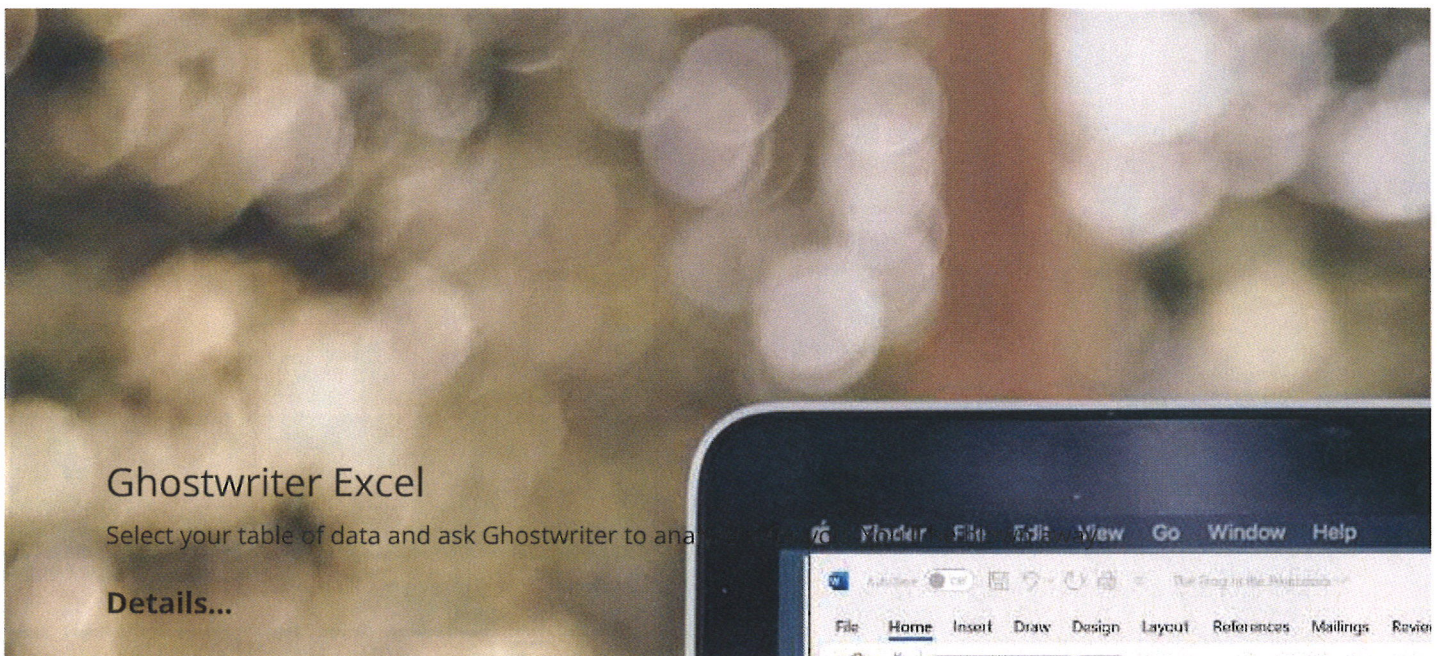 Ghostwriter Excel
Select your table of data and ask Ghostwriter to ana
Finder File Edit View Go Window Help
Details...
File Home Insert Draw Design Layout References Mailings